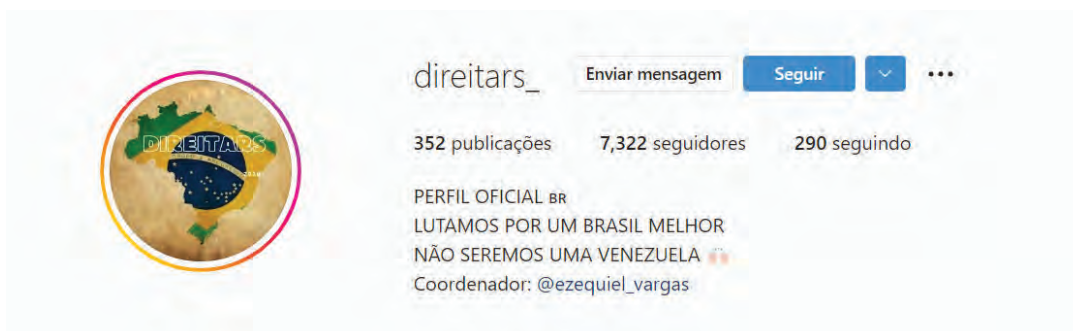 direitars_ Enviar mensagem Seguir
352 publicações 7,322 seguidores 290 seguindo
DIREITARS
PERFIL OFICIAL BR
LUTAMOS POR UM BRASIL MELHOR
NÃO SEREMOS UMA VENEZUELA
Coordenador: @ezequiel_vargas